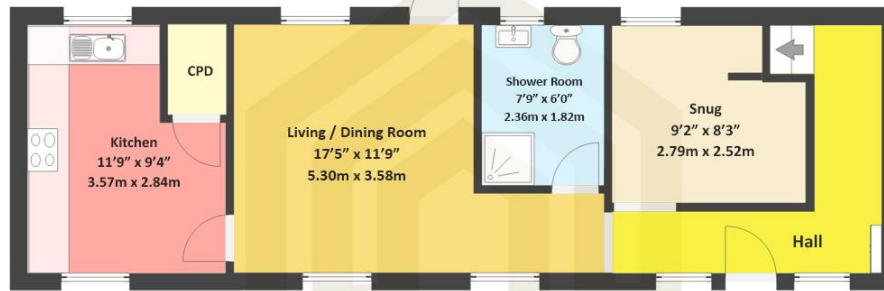 Kitchen
11’9” x 9’4”
3.57m x 2.84m
CPD
Living / Dining Room
17’5” x 11’9”
5.30m x 3.58m
Shower Room
7’9” x 6’0”
2.36m x 1.82m
Snug
9’2” x 8’3”
2.79m x 2.52m
Hall